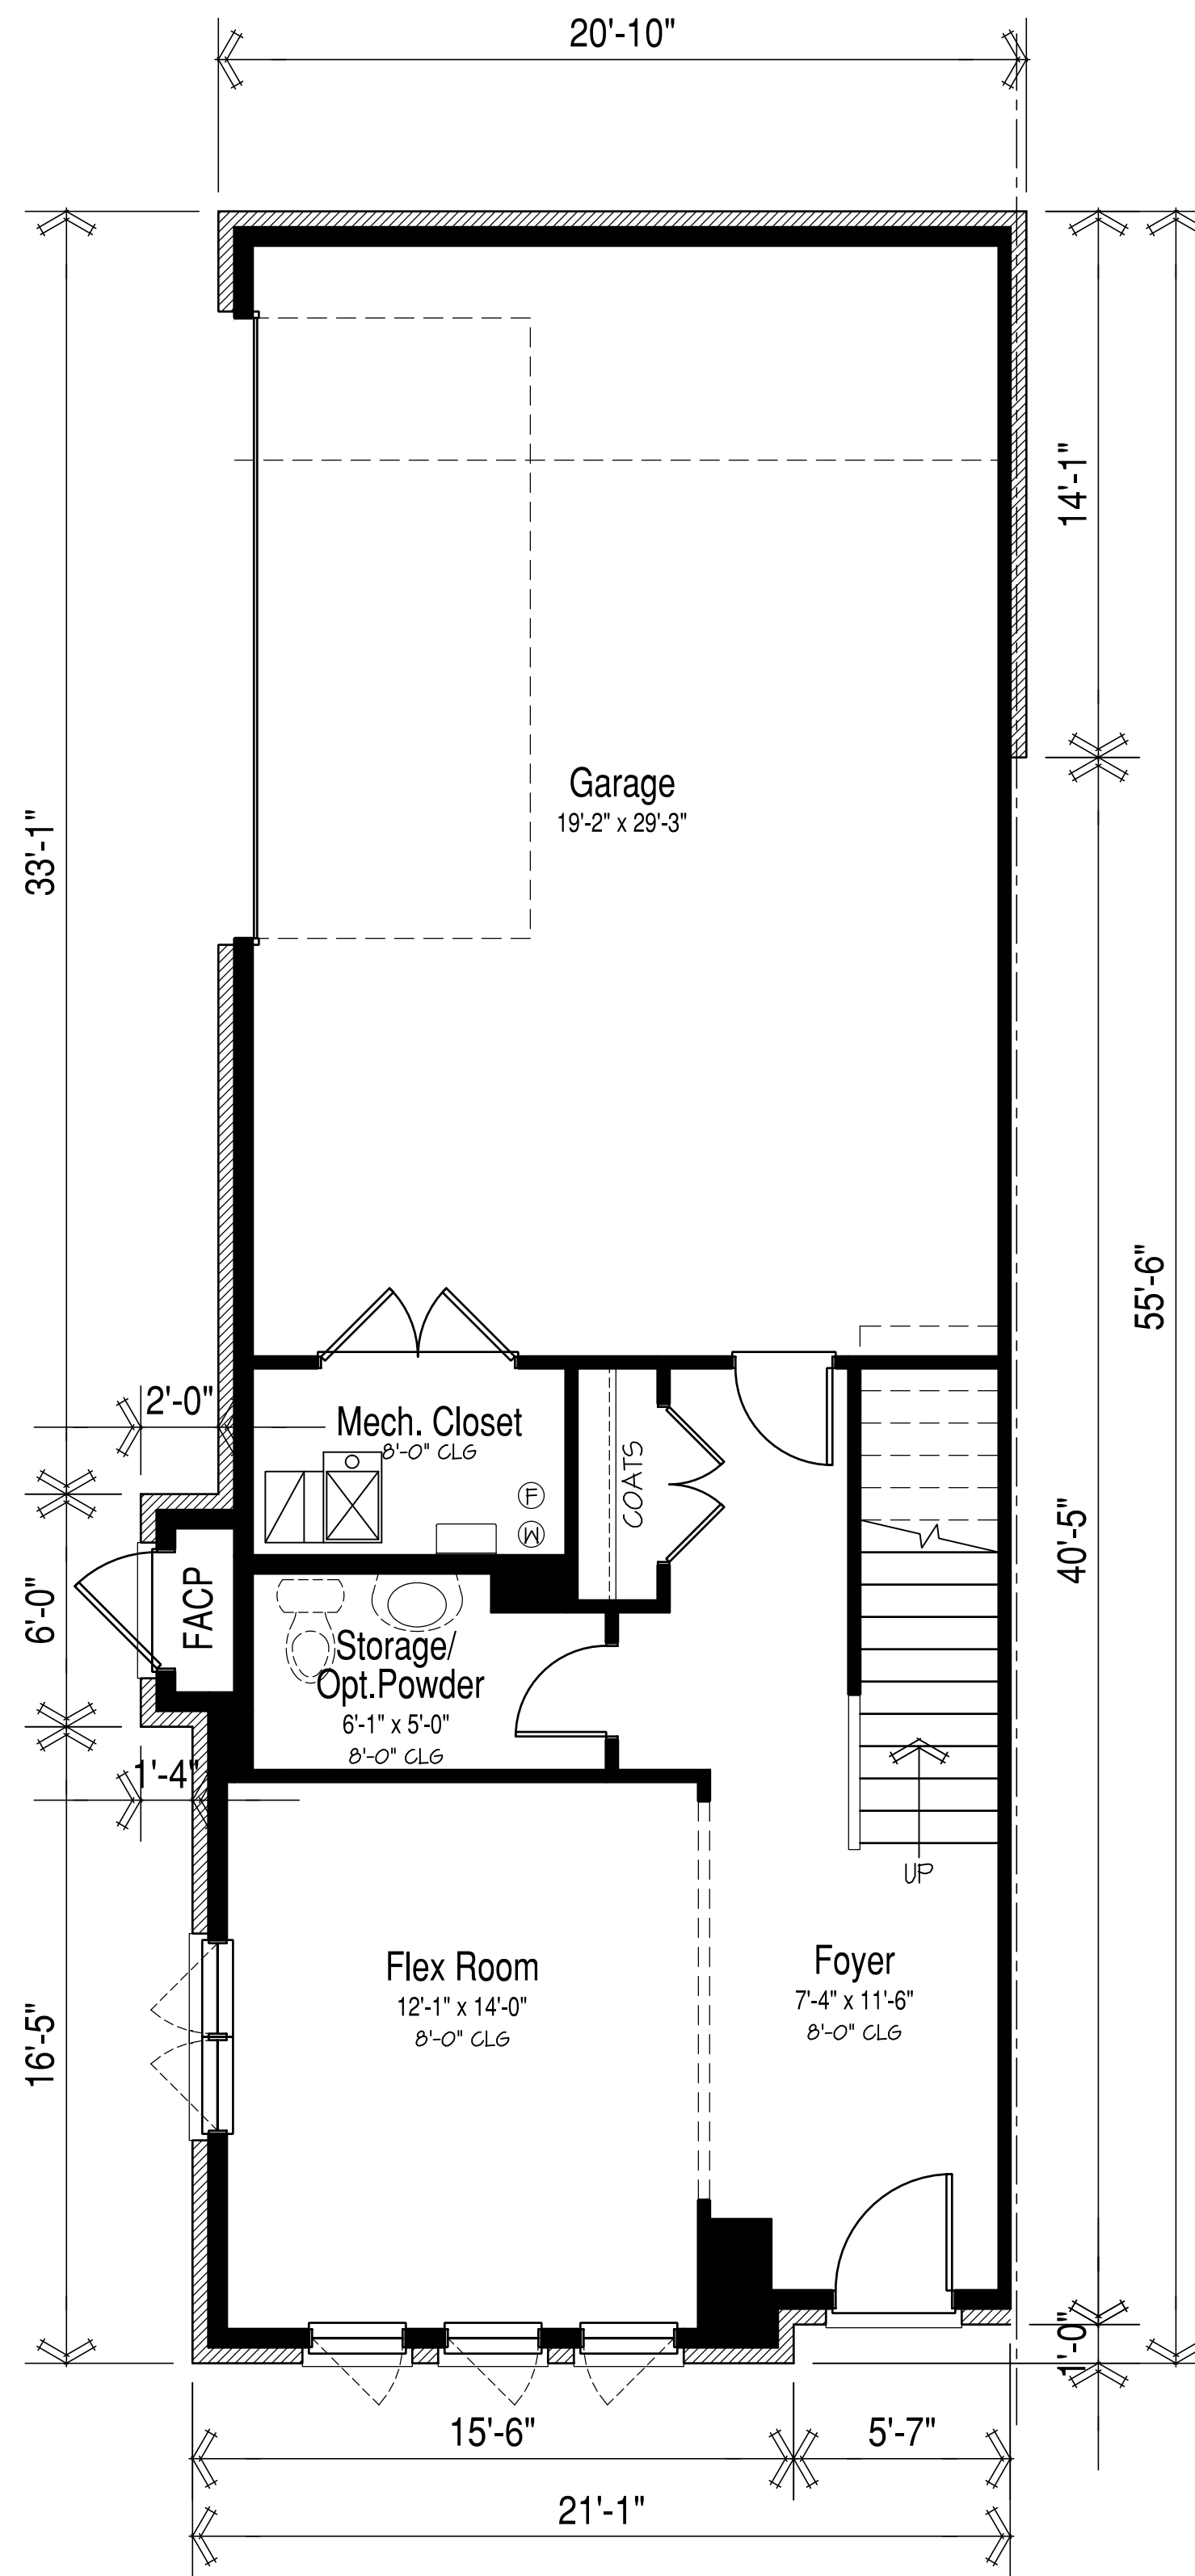 20'-10"
14'-1"
33'-1"
Garage
19'-2" x 29'-3"
55'-6"
2'-0"
Mech. Closet
8'-0" CLG
COATS
F
W
40'-5"
6'-0"
FACP
Storage/
Opt.Powder
6'-1" x 5'-0"
8'-0" CLG
1'-4"
UP
Flex Room
12'-1" x 14'-0"
8'-0" CLG
Foyer
7'-4" x 11'-6"
8'-0" CLG
16'-5"
1'-0"
15'-6"
5'-7"
21'-1"